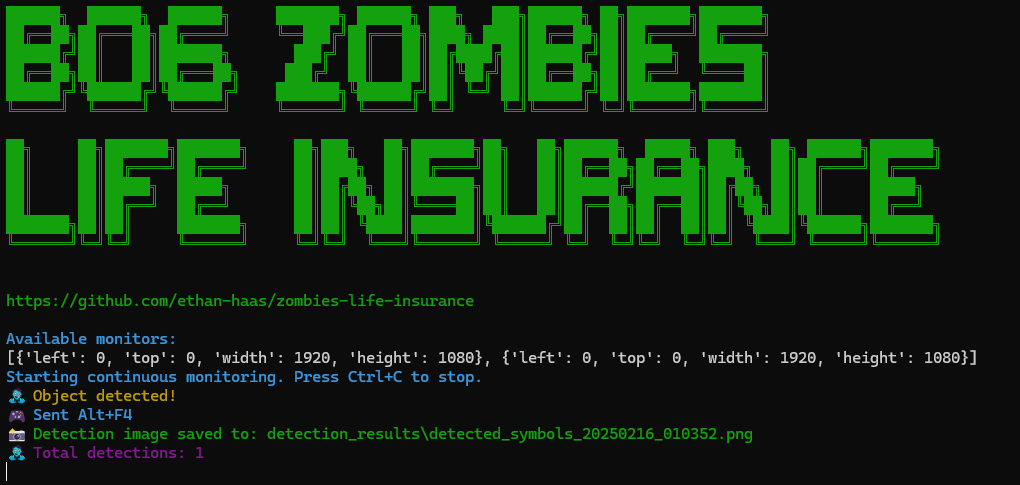 BO6 ZOMBIES
LIFE INSURANCE
https://github.com/ethan-haas/zombies-life-insurance
Available monitors:
[{'left': 0, 'top': 0, 'width': 1920, 'height': 1080}, {'left': 0, 'top': 0, 'width': 1920, 'height': 1080}]
Starting continuous monitoring. Press Ctrl+C to stop.
🧟 Object detected!
🎮 Sent Alt+F4
📸 Detection image saved to: detection_results\detected_symbols_20250216_010352.png
🧟 Total detections: 1